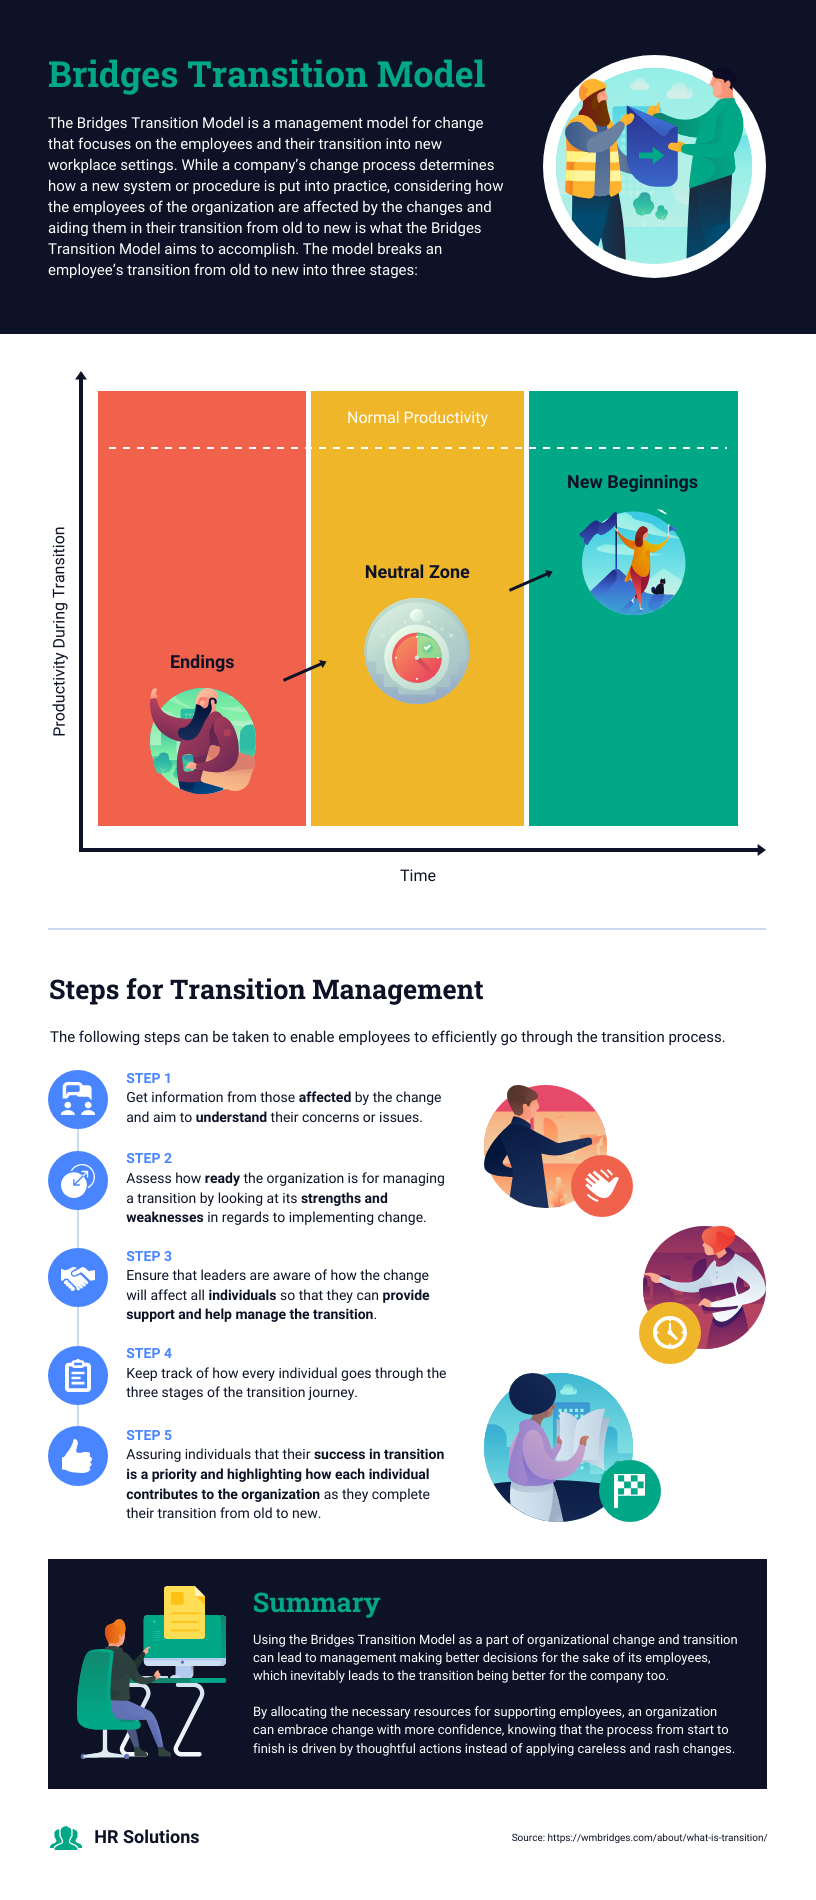 Bridges Transition Model
The Bridges Transition Model is a management model for change
that focuses on the employees and their transition into new
workplace settings. While a company’s change process determines
how a new system or procedure is put into practice, considering how
the employees of the organization are affected by the changes and
aiding them in their transition from old to new is what the Bridges
Transition Model aims to accomplish. The model breaks an
employee’s transition from old to new into three stages:
Normal Productivity
New Beginnings
Neutral Zone
Endings
Productivity During Transition
Time
Steps for Transition Management
The following steps can be taken to enable employees to efficiently go through the transition process.
STEP 1
Get information from those affected by the change
and aim to understand their concerns or issues.
STEP 2
Assess how ready the organization is for managing
a transition by looking at its strengths and
weaknesses in regards to implementing change.
STEP 3
Ensure that leaders are aware of how the change
will affect all individuals so that they can provide
support and help manage the transition.
STEP 4
Keep track of how every individual goes through the
three stages of the transition journey.
STEP 5
Assuring individuals that their success in transition
is a priority and highlighting how each individual
contributes to the organization as they complete
their transition from old to new.
Summary
Using the Bridges Transition Model as a part of organizational change and transition
can lead to management making better decisions for the sake of its employees,
which inevitably leads to the transition being better for the company too.
By allocating the necessary resources for supporting employees, an organization
can embrace change with more confidence, knowing that the process from start to
finish is driven by thoughtful actions instead of applying careless and rash changes.
HR Solutions
Source: https://wmbridges.com/about/what-is-transition/